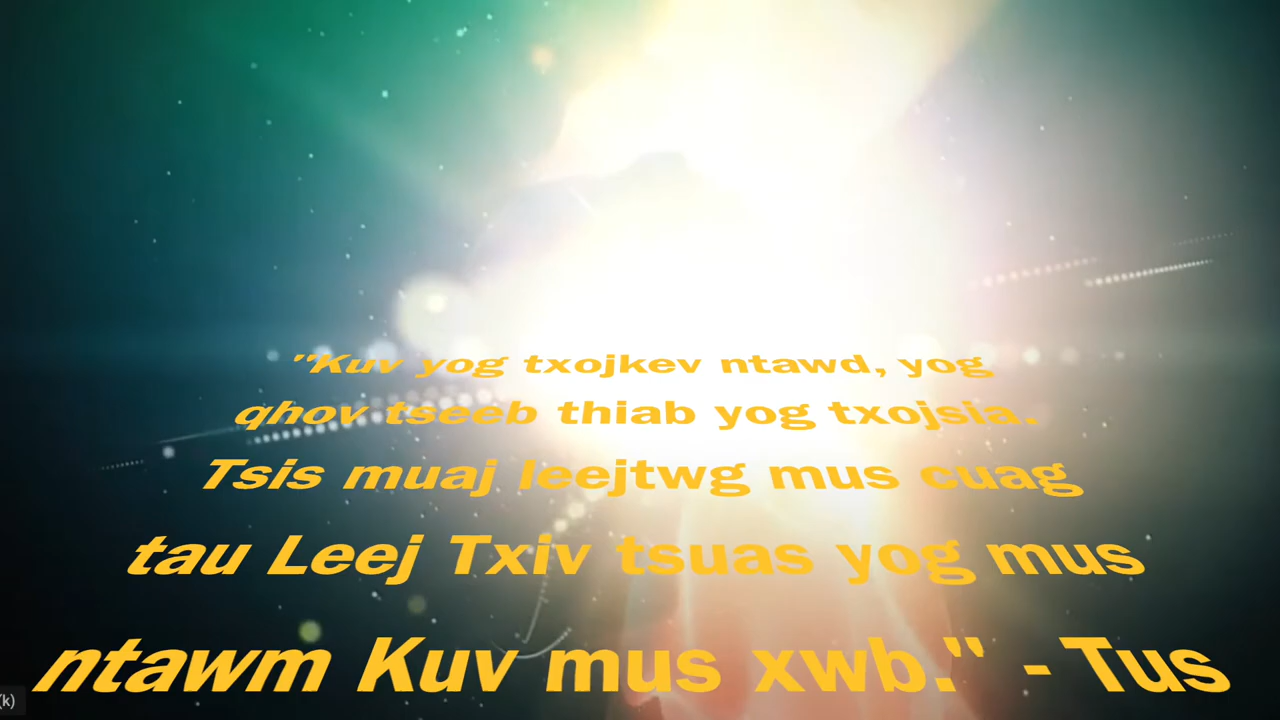 "Kuv yog txojkev ntawd, yog
qhov tseeb thiab yog txojsia.
Tsis muaj leejtwg mus cuag
tau Leej Txiv tsuas yog mus
ntawm Kuv mus xwb." - Tus
(k)